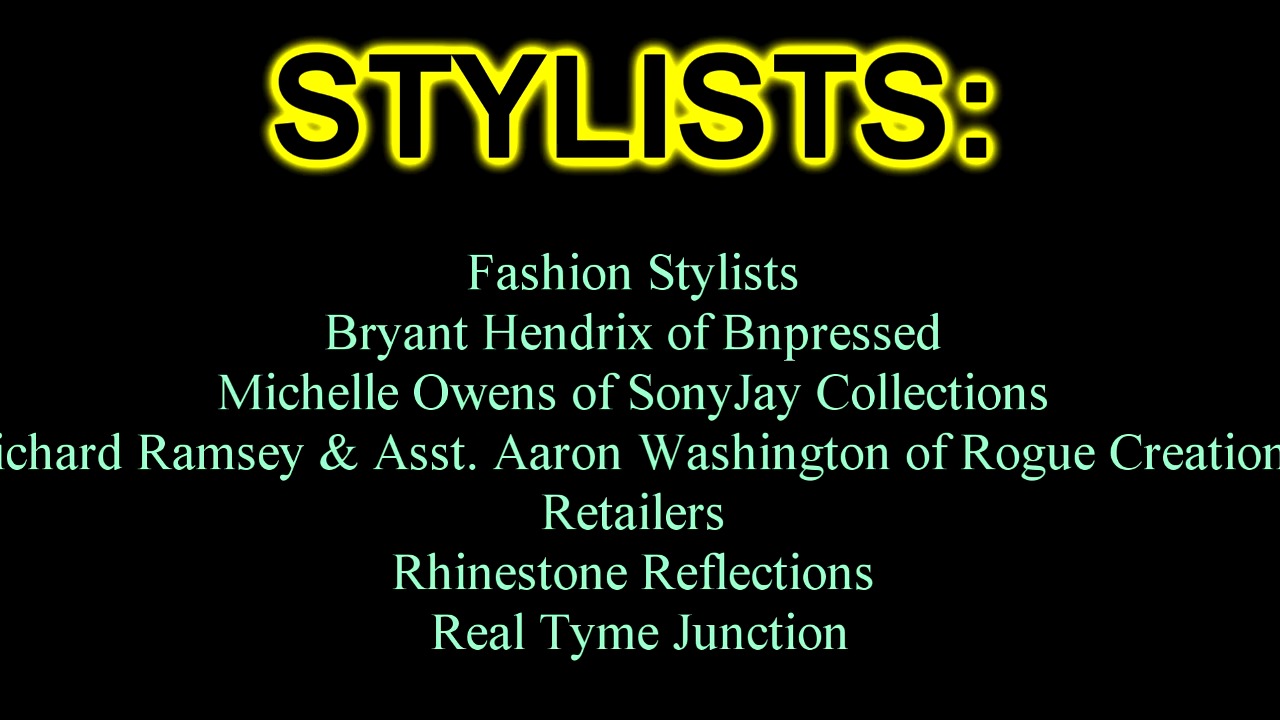 STYLISTS:
Fashion Stylists
Bryant Hendrix of Bnpressed
Michelle Owens of SonyJay Collections
ichard Ramsey & Asst. Aaron Washington of Rogue Creation
Retailers
Rhinestone Reflections
Real Tyme Junction